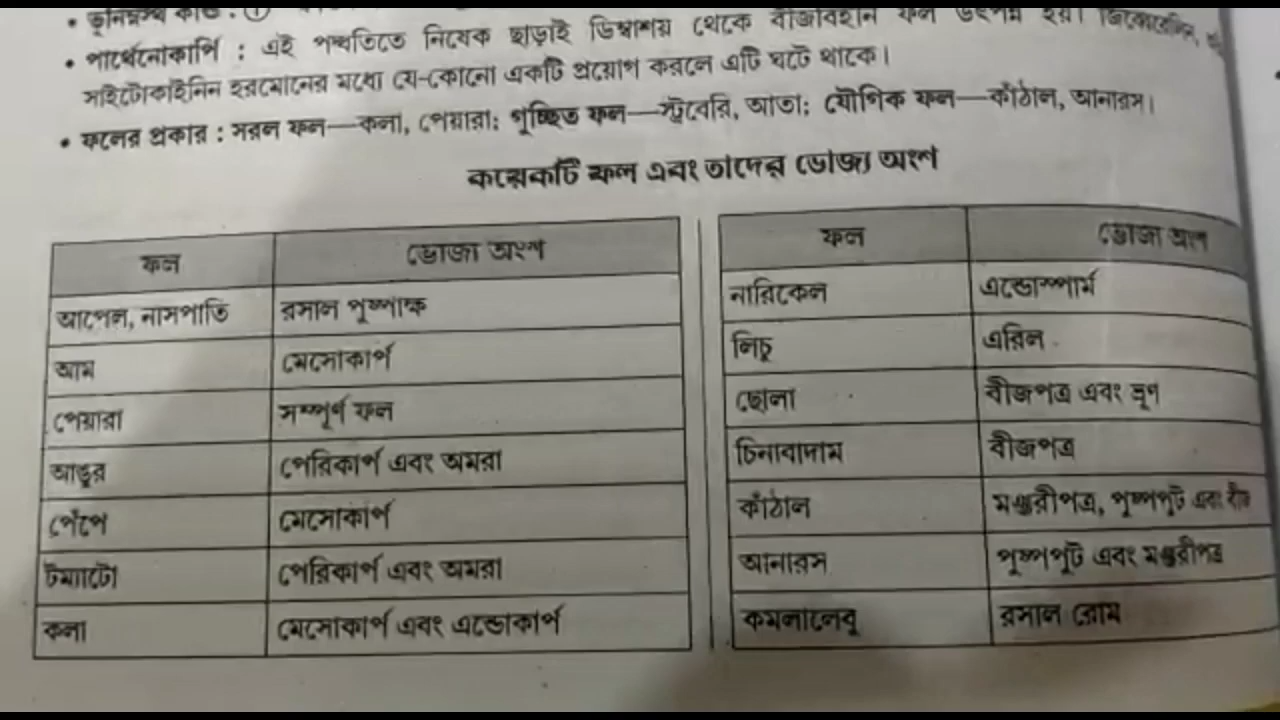 • ভূনিম্নস্থ কাণ্ড : ①
• পার্থেনোকার্পি : এই পদ্ধতিতে নিষেক ছাড়াই ডিম্বাশয় থেকে বীজবিহীন ফল উৎপন্ন হয়। জিব্বেরেলিন,
সাইটোকাইনিন হরমোনের মধ্যে যে-কোনো একটি প্রয়োগ করলে এটি ঘটে থাকে।
• ফলের প্রকার : সরল ফল—কলা, পেয়ারা; গুচ্ছিত ফল—স্ট্রবেরি, আতা; যৌগিক ফল—কাঁঠাল, আনারস।
কয়েকটি ফল এবং তাদের ভোজ্য অংশ
ফল ভোজ্য অংশ
আপেল, নাসপাতি রসাল পুষ্পাক্ষ
আম মেসোকার্প
পেয়ারা সম্পূর্ণ ফল
আঙুর পেরিকার্প এবং অমরা
পেঁপে মেসোকার্প
টম্যাটো পেরিকার্প এবং অমরা
কলা মেসোকার্প এবং এন্ডোকার্প
ফল ভোজ্য অংশ
নারিকেল এন্ডোস্পার্ম
লিচু এরিল
ছোলা বীজপত্র এবং ভ্রূণ
চিনাবাদাম বীজপত্র
কাঁঠাল মঞ্জরীপত্র, পুষ্পপুট এবং বীজ
আনারস পুষ্পপুট এবং মঞ্জরীপত্র
কমলালেবু রসাল রোম